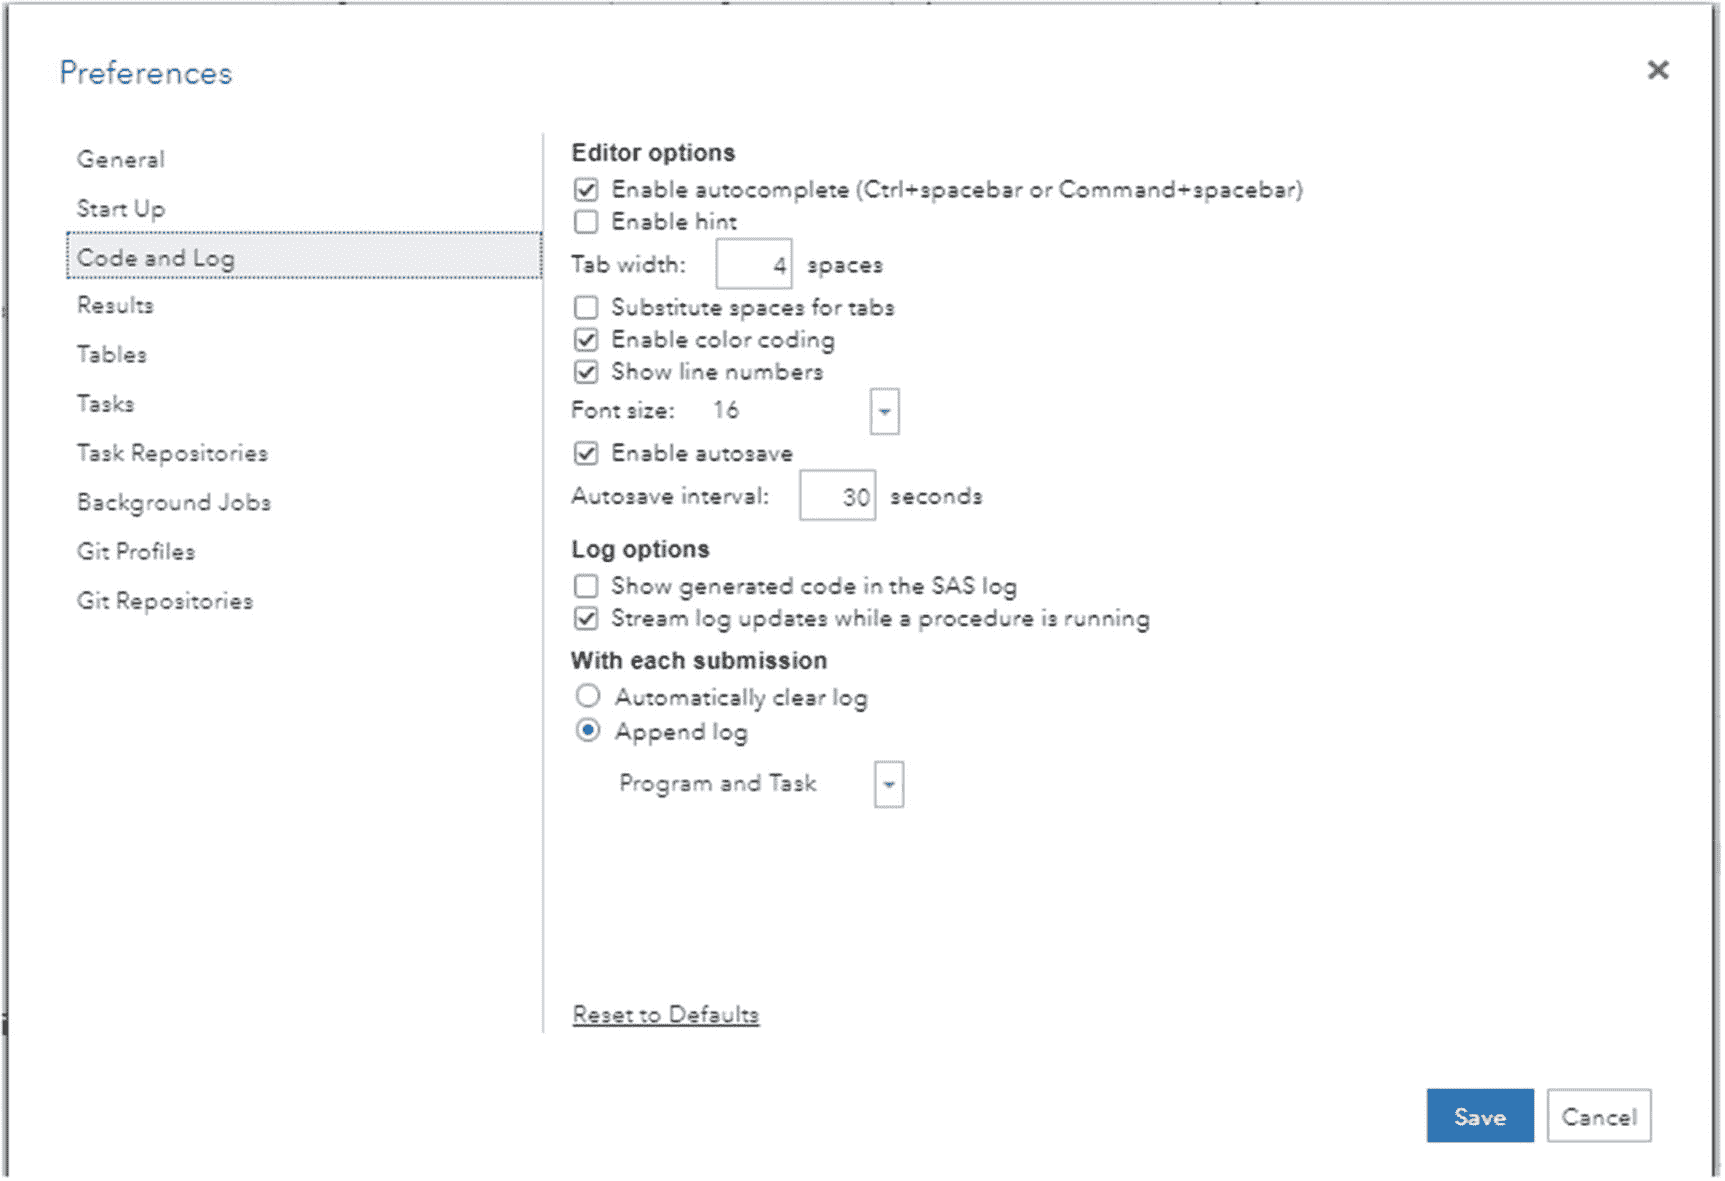 Preferences
General
Start Up
Code and Log
Results
Tables
Tasks
Task Repositories
Background Jobs
Git Profiles
Git Repositories
Editor options
Enable autocomplete (Ctrl+spacebar or Command+spacebar)
Enable hint
Tab width: 4 spaces
Substitute spaces for tabs
Enable color coding
Show line numbers
Font size: 16
Enable autosave
Autosave interval: 30 seconds
Log options
Show generated code in the SAS log
Stream log updates while a procedure is running
With each submission
Automatically clear log
Append log
Program and Task
Reset to Defaults
Save Cancel